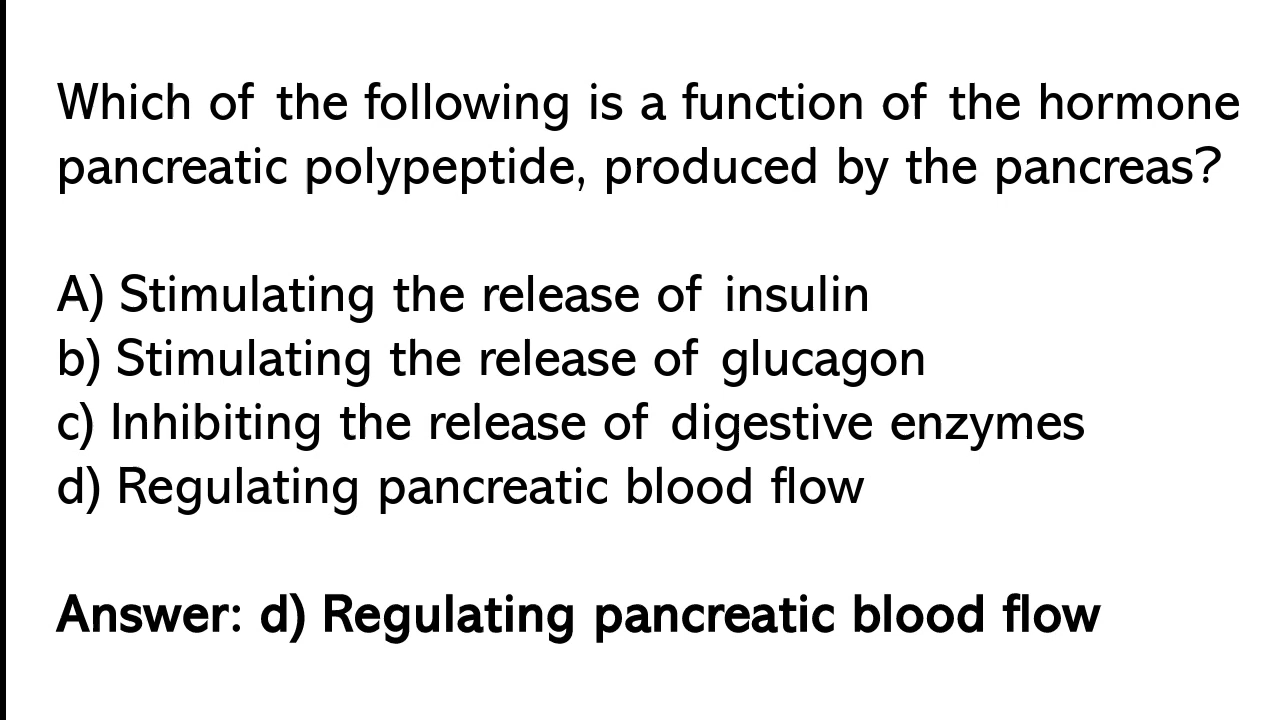 Which of the following is a function of the hormone
pancreatic polypeptide, produced by the pancreas?
A) Stimulating the release of insulin
b) Stimulating the release of glucagon
c) Inhibiting the release of digestive enzymes
d) Regulating pancreatic blood flow
Answer: d) Regulating pancreatic blood flow